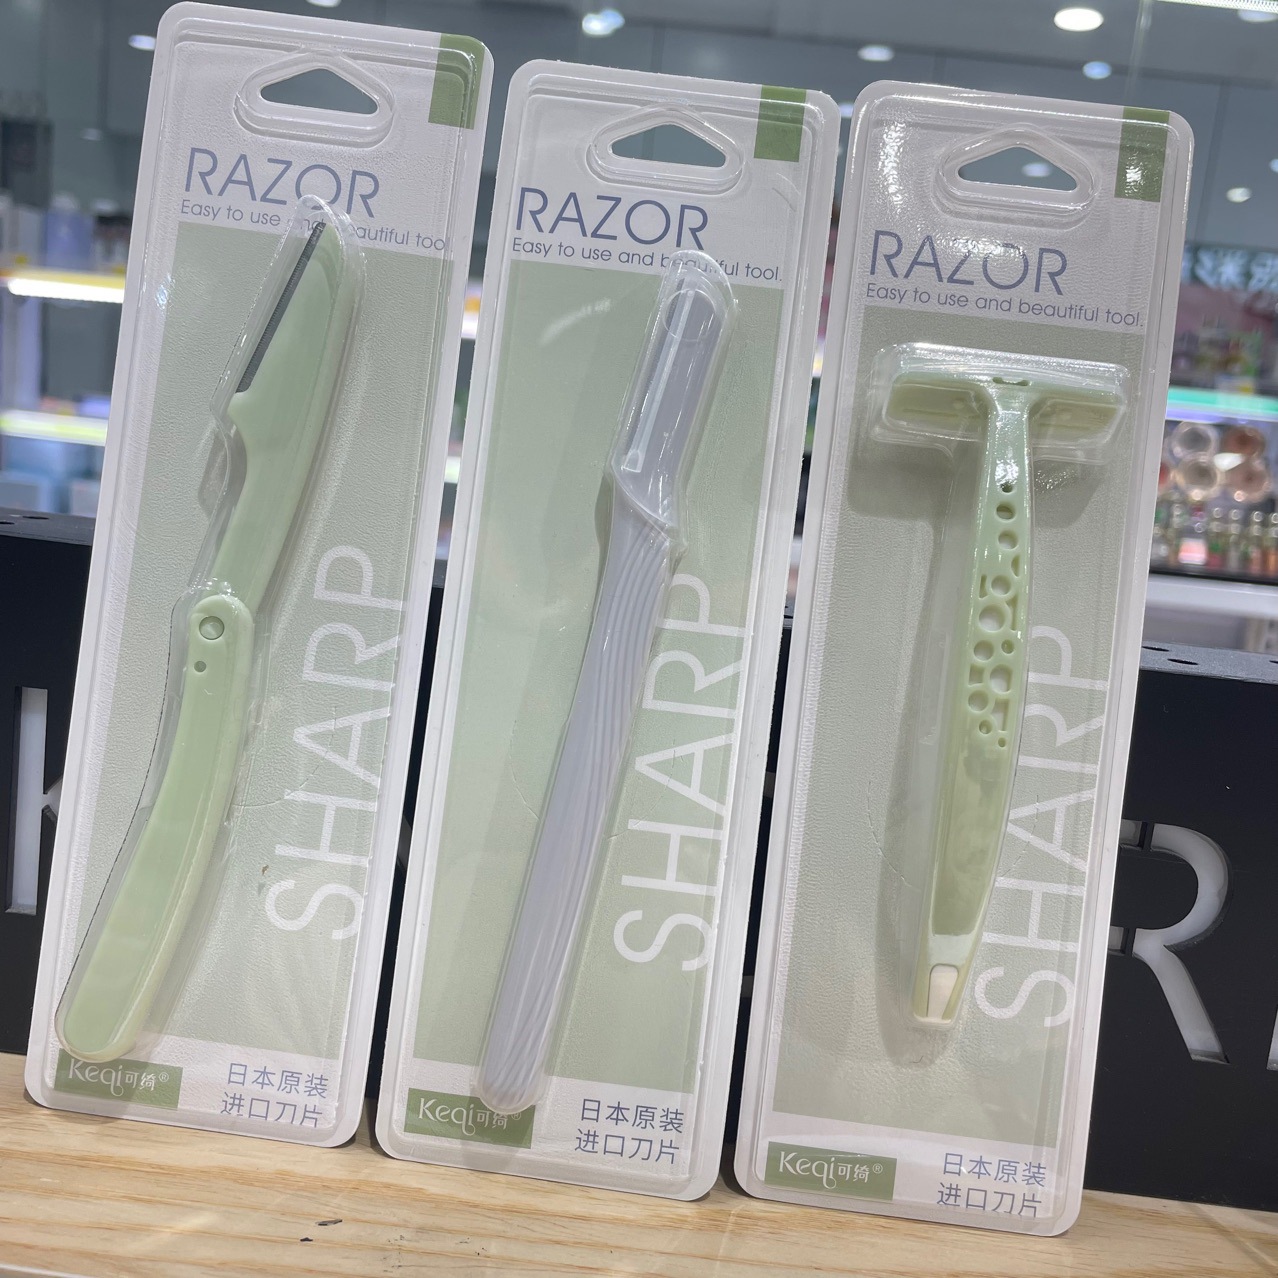 RAZOR
Easy to use and beautiful tool
SHARP
Keqi可绮®
日本原装
进口刀片
RAZOR
Easy to use and beautiful tool.
SHARP
Keqi可绮®
日本原装
进口刀片
RAZOR
Easy to use and beautiful tool.
SHARP
Keqi可绮®
日本原装
进口刀片
R